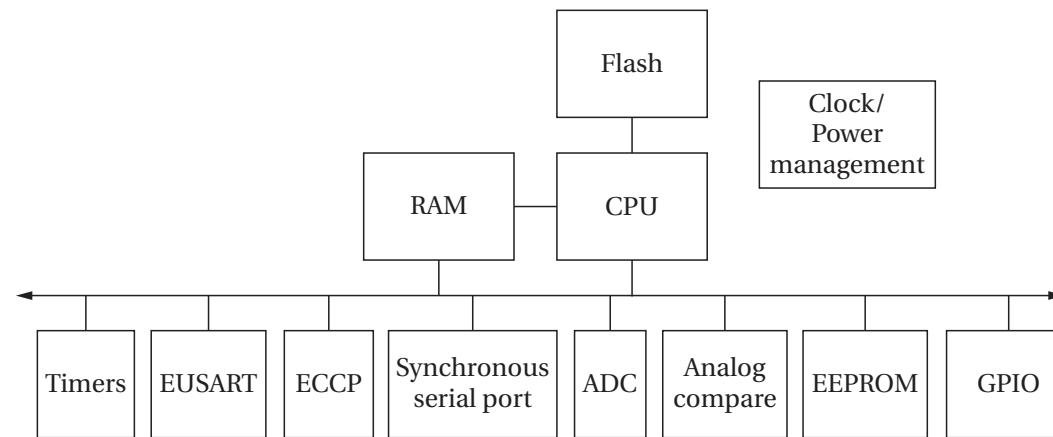 Flash
Clock/
Power
management
RAM
CPU
Timers
EUSART
ECCP
Synchronous
serial port
ADC
Analog
compare
EEPROM
GPIO